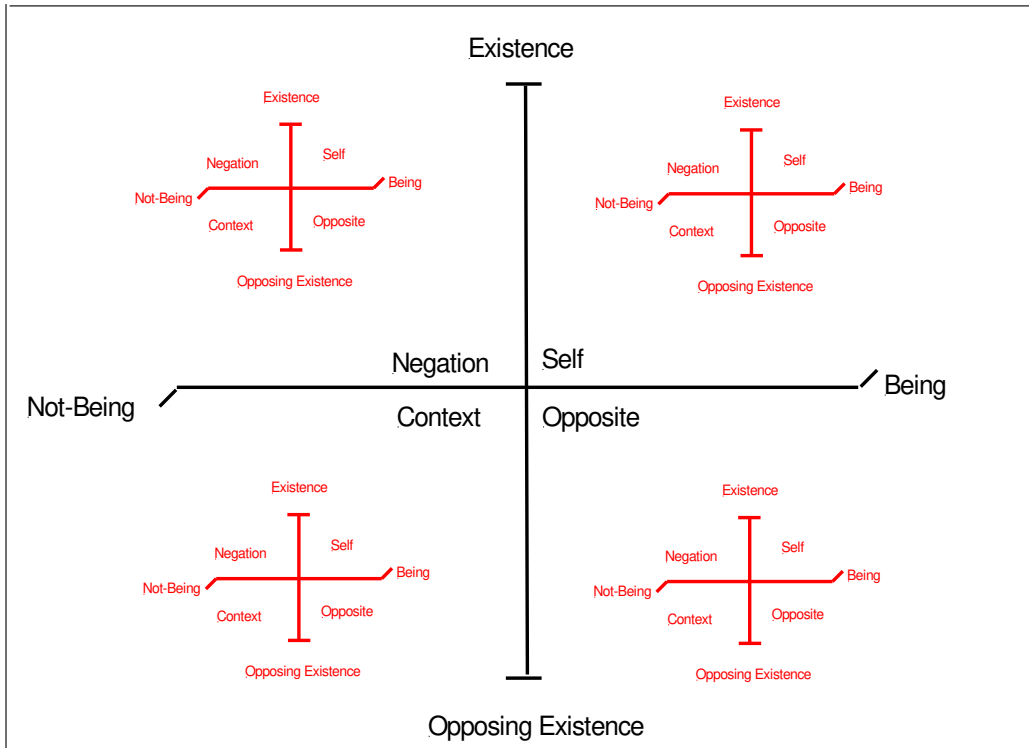 Existence
Existence
Negation
Self
Not-Being
Being
Context
Opposite
Opposing Existence
Existence
Negation
Self
Not-Being
Being
Context
Opposite
Opposing Existence
Negation
Self
Not-Being
Being
Context
Opposite
Existence
Negation
Self
Not-Being
Being
Context
Opposite
Opposing Existence
Existence
Negation
Self
Not-Being
Being
Context
Opposite
Opposing Existence
Opposing Existence